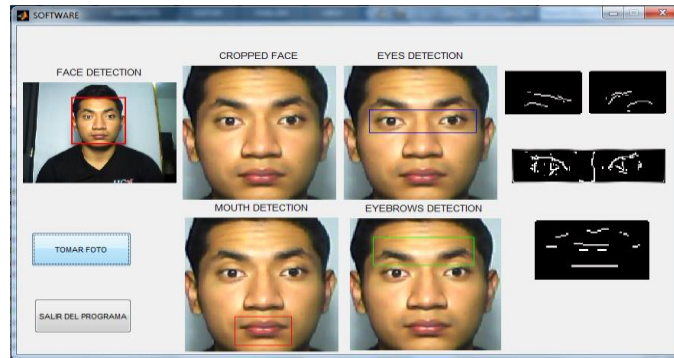 SOFTWARE
CROPPED FACE
EYES DETECTION
FACE DETECTION
MOUTH DETECTION
EYEBROWS DETECTION
TOMAR FOTO
SALIR DEL PROGRAMA